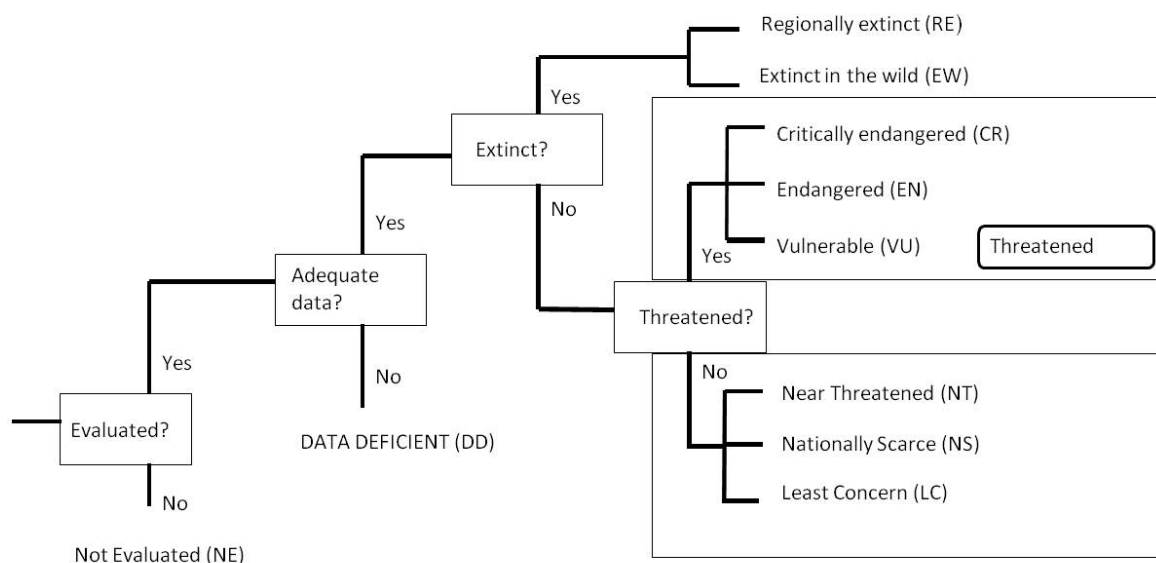 Regionally extinct (RE)
Extinct in the wild (EW)
Yes
Extinct?
No
Critically endangered (CR)
Endangered (EN)
Vulnerable (VU)
Threatened
Yes
Threatened?
No
Near Threatened (NT)
Nationally Scarce (NS)
Least Concern (LC)
Yes
Adequate
data?
No
DATA DEFICIENT (DD)
Yes
Evaluated?
No
Not Evaluated (NE)